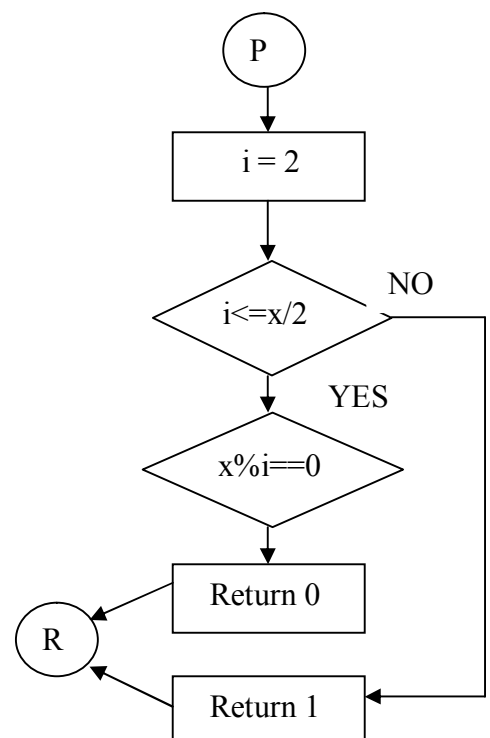 P
i = 2
i<=x/2
NO
YES
x%i==0
Return 0
R
Return 1